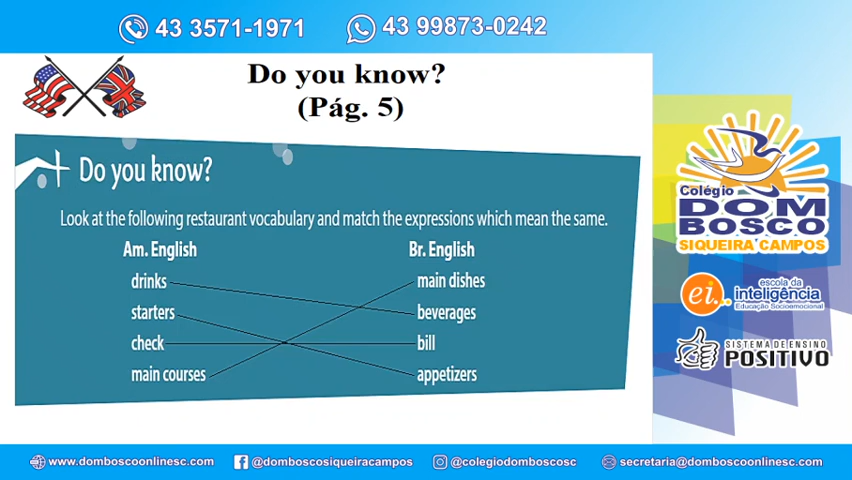 43 3571-1971 43 99873-0242
Do you know?
(Pág. 5)
Do you know?
Look at the following restaurant vocabulary and match the expressions which mean the same.
Am. English Br. English
drinks main dishes
starters beverages
check bill
main courses appetizers
Colégio
DOM
BOSCO
SIQUEIRA CAMPOS
ei... escola da
inteligência
Educação Socioemocional
SISTEMA DE ENSINO
POSITIVO
www.domboscoonlinesc.com @domboscosiqueiracampos @colegiodomboscosc secretaria@domboscoonlinesc.com